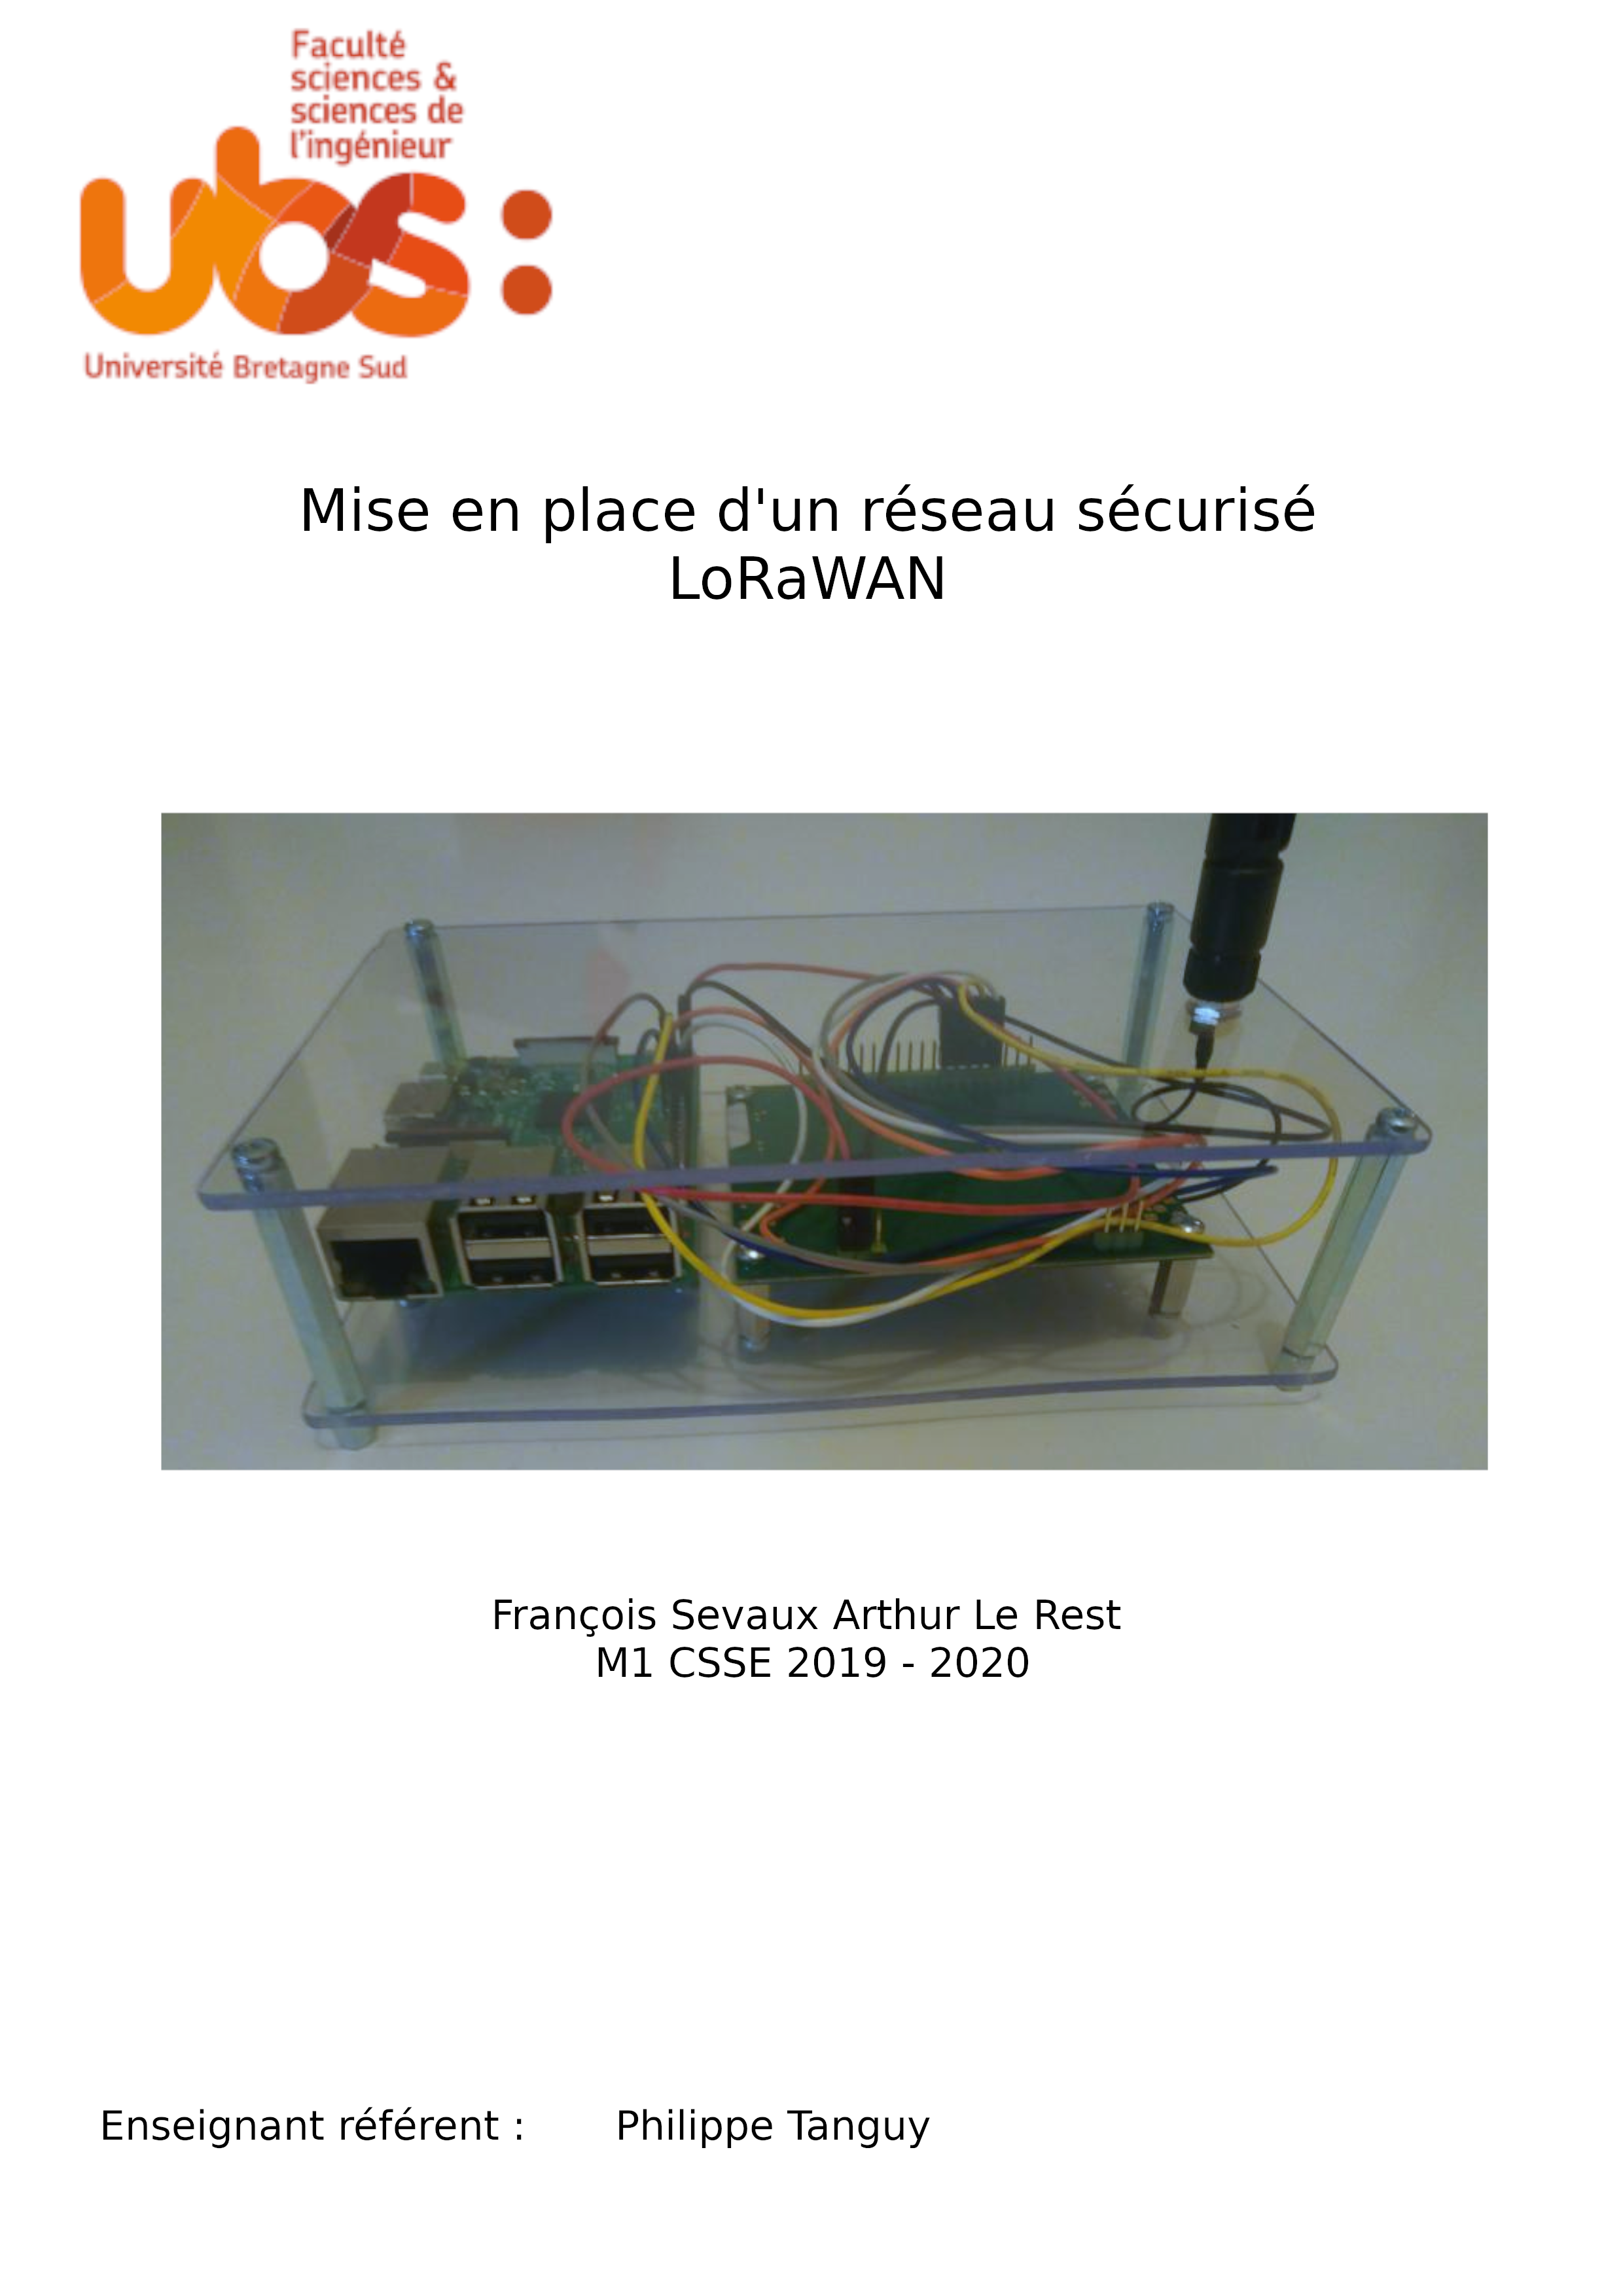 Faculté
sciences &
sciences de
l'ingénieur
ubs:
Université Bretagne Sud
Mise en place d'un réseau sécurisé
LoRaWAN
François Sevaux Arthur Le Rest
M1 CSSE 2019 - 2020
Enseignant référent : Philippe Tanguy